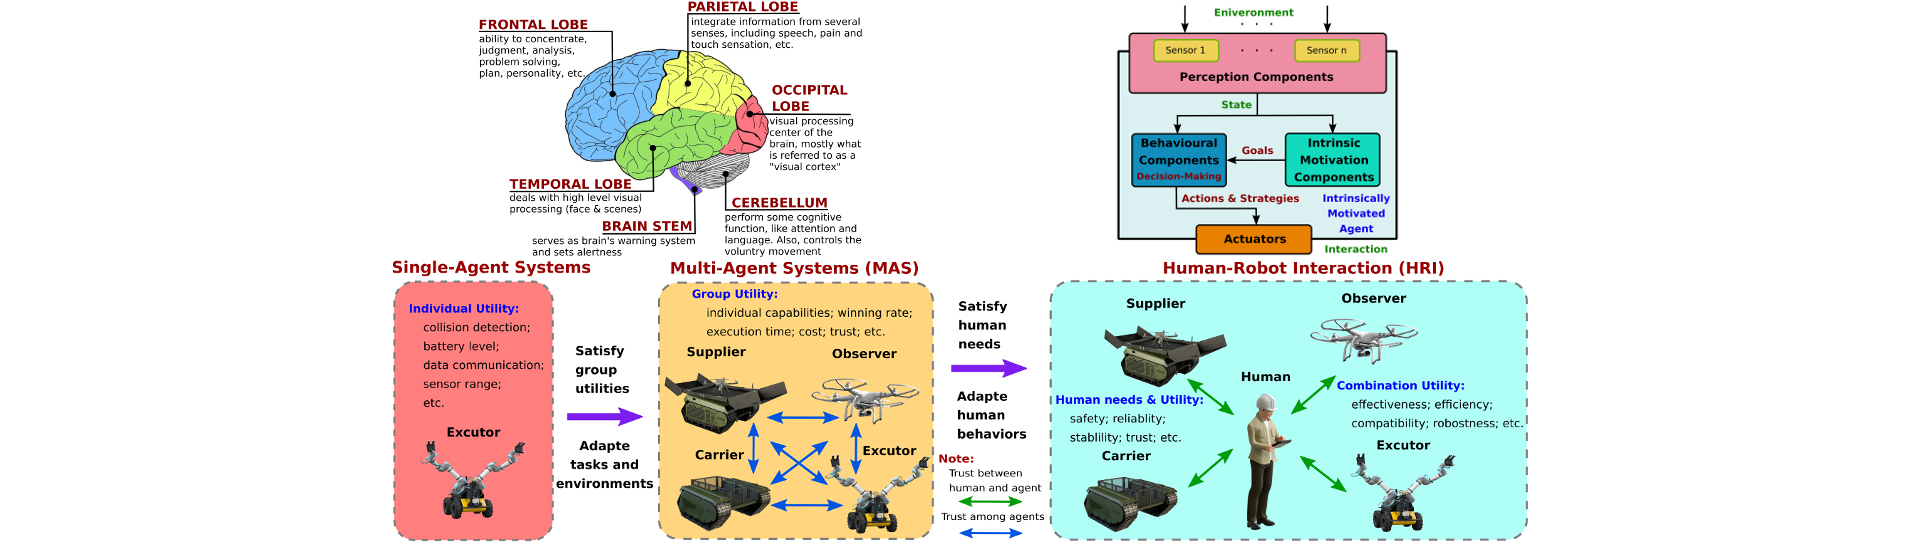 PARIETAL LOBE
integrate information from several
senses, including speech, pain and
touch sensation, etc.
FRONTAL LOBE
ability to concentrate,
judgment, analysis,
problem solving,
plan, personality, etc.
OCCIPITAL
LOBE
visual processing
center of the
brain, mostly what
is referred to as a
"visual cortex"
TEMPORAL LOBE
deals with high level visual
processing (face & scenes)
BRAIN STEM
serves as brain's warning system
and sets alertness
CEREBELLUM
perform some cognitive
function, like attention and
language. Also, controls the
voluntry movement
Eniveronment
. . .
Sensor 1
. . .
Sensor n
Perception Components
State
Behavioural
Components
Decision-Making
Goals
Intrinsic
Motivation
Components
Actions & Strategies
Intrinsically
Motivated
Agent
Actuators
Interaction
Single-Agent Systems
Individual Utility:
collision detection;
battery level;
data communication;
sensor range;
etc.
Excutor
Satisfy
group
utilities
Adapte
tasks and
environments
Multi-Agent Systems (MAS)
Group Utility:
individual capabilities; winning rate;
execution time; cost; trust; etc.
Supplier
Observer
Carrier
Excutor
Satisfy
human
needs
Adapte
human
behaviors
Note:
Trust between
human and agent
Trust among agents
Human-Robot Interaction (HRI)
Supplier
Observer
Human
Human needs & Utility:
safety; reliablity;
stablility; trust; etc.
Combination Utility:
effectiveness; efficiency;
compatibility; robustness; etc.
Carrier
Excutor